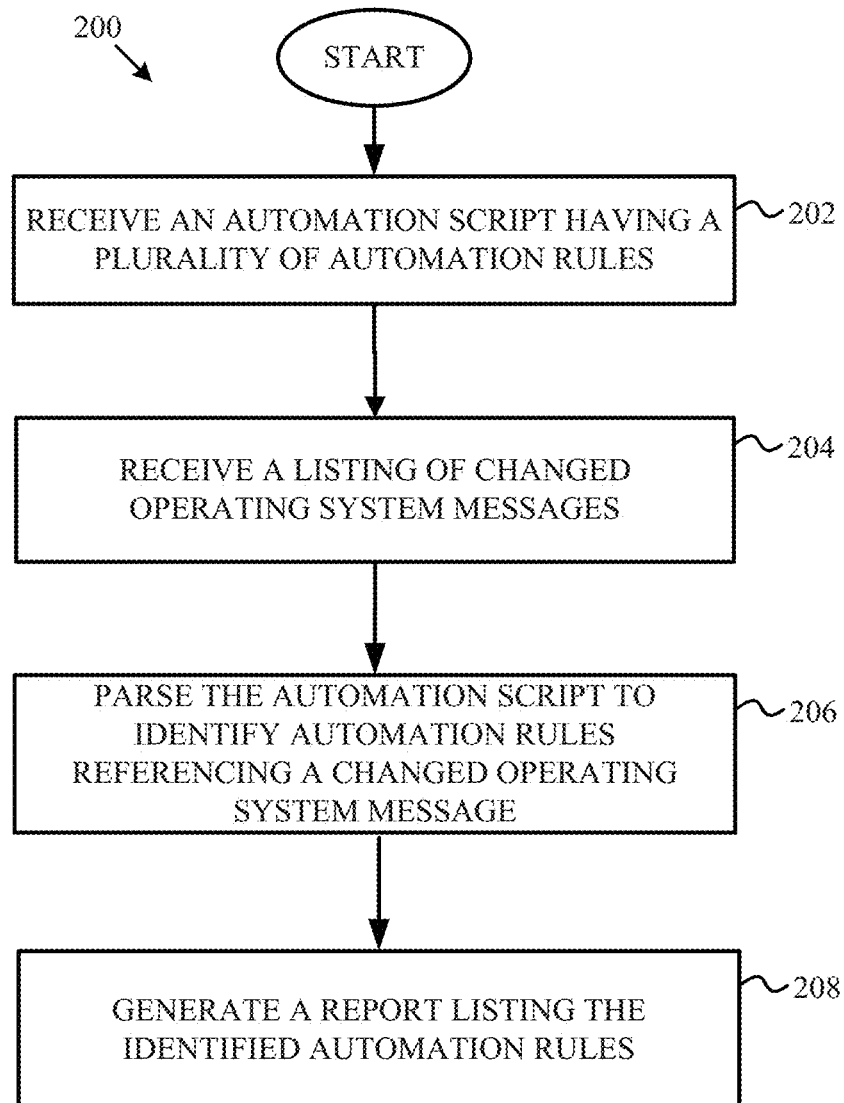 200
START
RECEIVE AN AUTOMATION SCRIPT HAVING A
PLURALITY OF AUTOMATION RULES
202
RECEIVE A LISTING OF CHANGED
OPERATING SYSTEM MESSAGES
204
PARSE THE AUTOMATION SCRIPT TO
IDENTIFY AUTOMATION RULES
REFERENCING A CHANGED OPERATING
SYSTEM MESSAGE
206
GENERATE A REPORT LISTING THE
IDENTIFIED AUTOMATION RULES
208